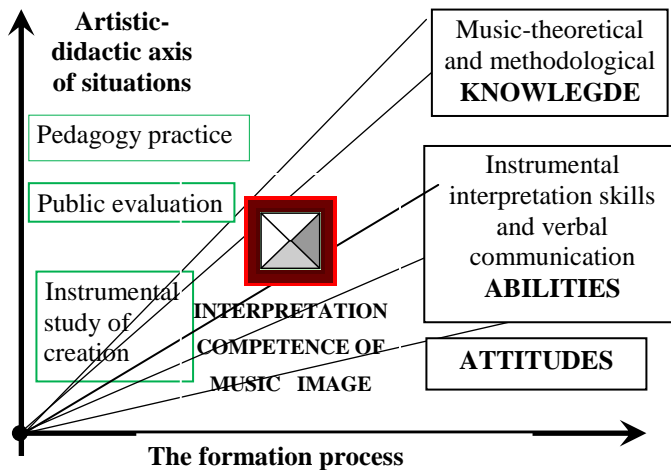 Artistic-
didactic axis
of situations
Pedagogy practice
Public evaluation
Instrumental
study of
creation
INTERPRETATION
COMPETENCE OF
MUSIC IMAGE
Music-theoretical
and methodological
KNOWLEGDE
Instrumental
interpretation skills
and verbal
communication
ABILITIES
ATTITUDES
The formation process